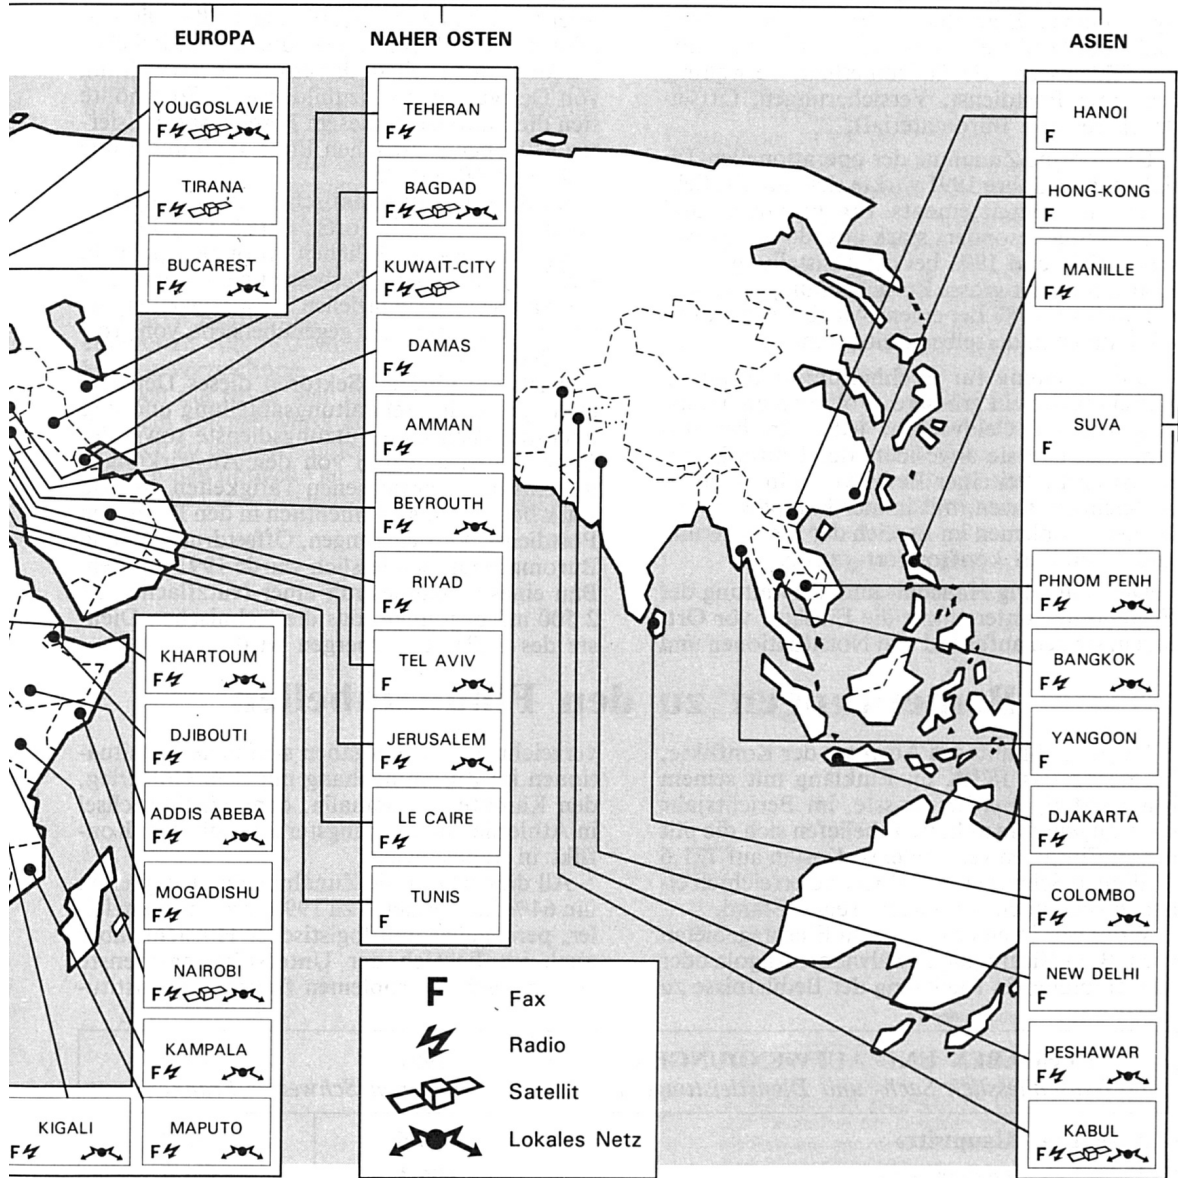 EUROPA
YOUGOSLAVIE
F
TIRANA
F
BUCAREST
F
NAHER OSTEN
TEHERAN
F
BAGDAD
F
KUWAIT-CITY
F
DAMAS
F
AMMAN
F
BEYROUTH
F
RIYAD
F
TEL AVIV
F
JERUSALEM
F
LE CAIRE
F
TUNIS
F
KHARTOUM
F
DJIBOUTI
F
ADDIS ABEBA
F
MOGADISHU
F
NAIROBI
F
KAMPALA
F
KIGALI
F
MAPUTO
F
F Fax
Radio
Satellit
Lokales Netz
ASIEN
HANOI
F
HONG-KONG
F
MANILLE
F
SUVA
F
PHNOM PENH
F
BANGKOK
F
YANGOON
F
DJAKARTA
F
COLOMBO
F
NEW DELHI
F
PESHAWAR
F
KABUL
F